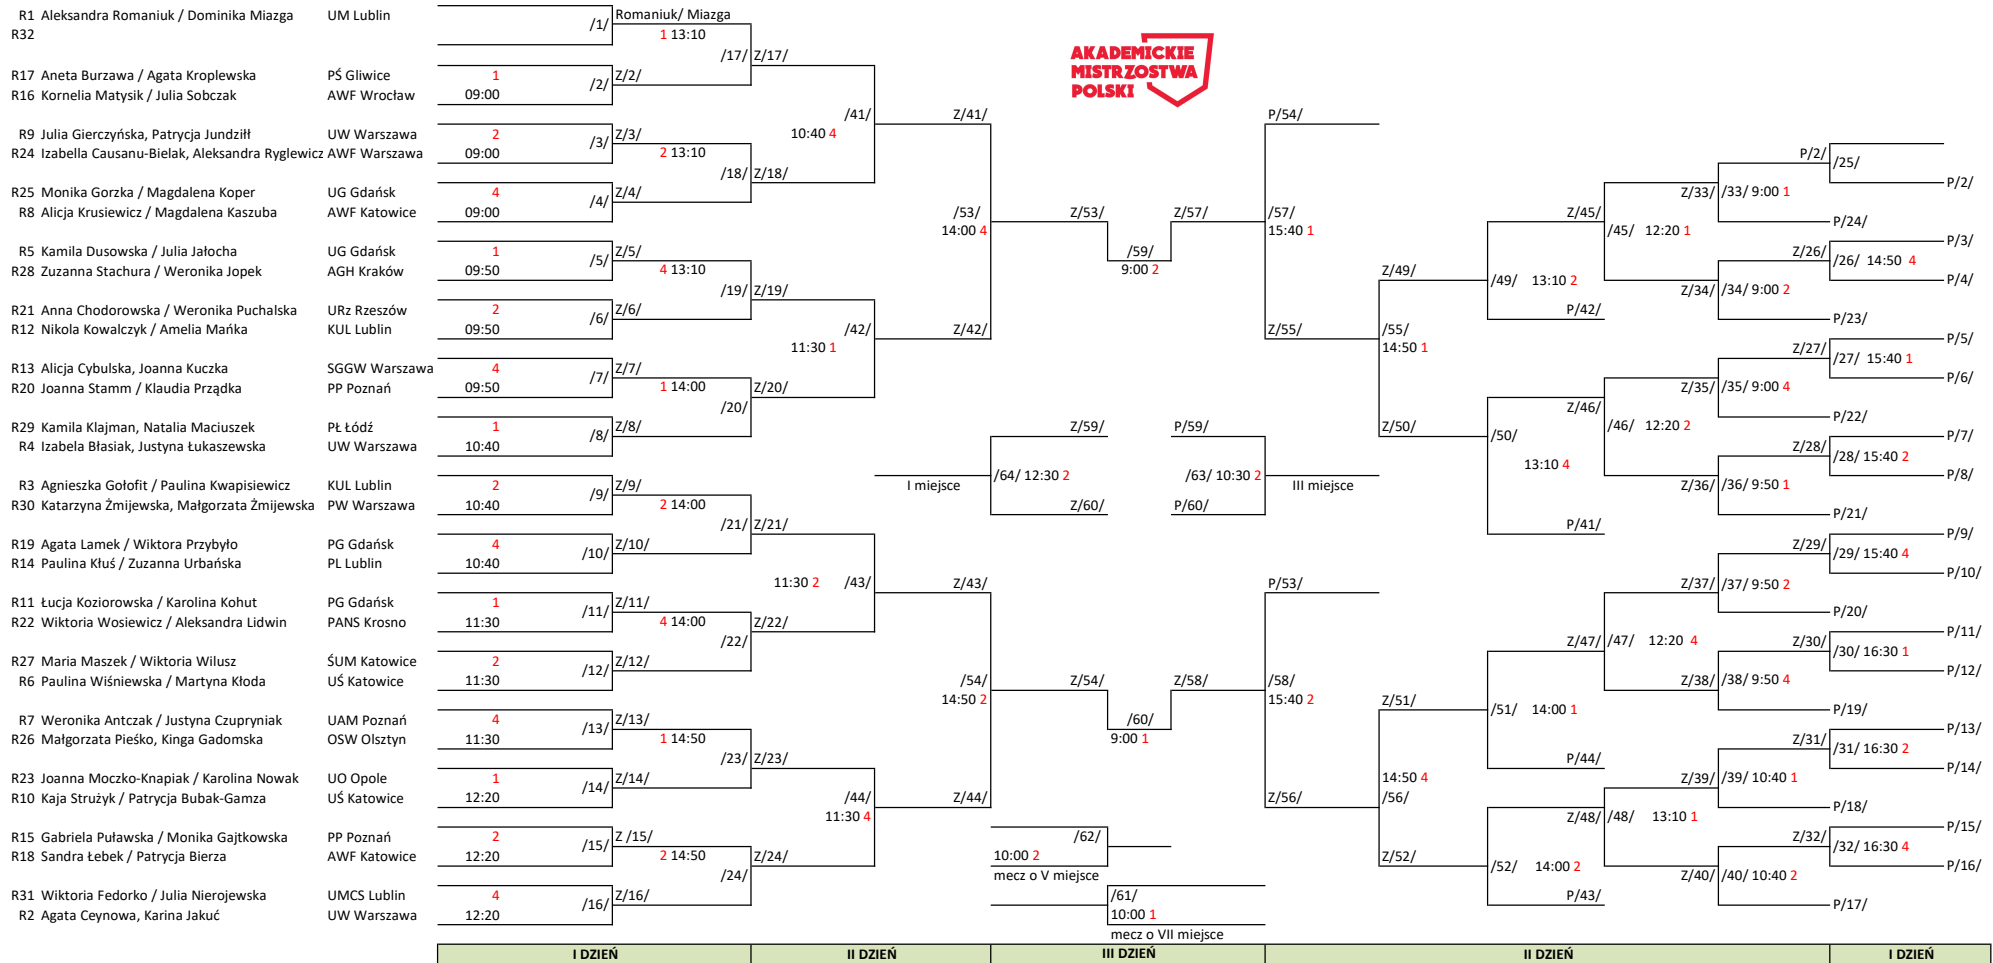 R1 Aleksandra Romaniuk / Dominika Miazga UM Lublin /1/ Romaniuk/ Miazga
R32 1 13:10
/17/ Z/17/
AKADEMICKIE
MISTRZOSTWA
POLSKI
R17 Aneta Burzawa / Agata Kroplewska PŚ Gliwice 1 /2/ Z/2/
R16 Kornelia Matysik / Julia Sobczak AWF Wrocław 09:00
/41/ Z/41/ P/54/
10:40 4
R9 Julia Gierczyńska, Patrycja Jundziłł UW Warszawa 2 /3/ Z/3/
R24 Izabella Causanu-Bielak, Aleksandra Ryglewicz AWF Warszawa 09:00 2 13:10
P/2/ /25/
/18/ Z/18/
P/2/
R25 Monika Gorzka / Magdalena Koper UG Gdańsk 4 /4/ Z/4/
Z/33/ /33/ 9:00 1
R8 Alicja Krusiewicz / Magdalena Kaszuba AWF Katowice 09:00
/53/ Z/53/ Z/57/ /57/ Z/45/ P/24/
14:00 4 15:40 1 /45/ 12:20 1
P/3/
R5 Kamila Dusowska / Julia Jałocha UG Gdańsk 1 /5/ Z/5/
/59/ Z/26/ /26/ 14:50 4
R28 Zuzanna Stachura / Weronika Jopek AGH Kraków 09:50 4 13:10
9:00 2 Z/49/ /49/ 13:10 2 P/4/
/19/ Z/19/ Z/34/ /34/ 9:00 2
R21 Anna Chodorowska / Weronika Puchalska URz Rzeszów 2 /6/ Z/6/
P/42/ P/23/
R12 Nikola Kowalczyk / Amelia Mańka KUL Lublin 09:50
/42/ Z/42/ Z/55/ /55/ P/5/
11:30 1 14:50 1 Z/27/ /27/ 15:40 1
R13 Alicja Cybulska, Joanna Kuczka SGGW Warszawa 4 /7/ Z/7/
P/6/
R20 Joanna Stamm / Klaudia Prządka PP Poznań 09:50 1 14:00
/20/ Z/20/ Z/35/ /35/ 9:00 4
Z/46/ P/22/
/46/ 12:20 2
R29 Kamila Klajman, Natalia Maciuszek PŁ Łódź 1 /8/ Z/8/
Z/59/ P/59/ Z/50/ /50/ P/7/
R4 Izabela Błasiak, Justyna Łukaszewska UW Warszawa 10:40
Z/28/ /28/ 15:40 2
13:10 4
I miejsce /64/ 12:30 2 /63/ 10:30 2 III miejsce P/8/
R3 Agnieszka Gołofit / Paulina Kwapisiewicz KUL Lublin 2 /9/ Z/9/
Z/36/ /36/ 9:50 1
R30 Katarzyna Żmijewska, Małgorzata Żmijewska PW Warszawa 10:40 2 14:00
Z/60/ P/60/ P/21/
/21/ Z/21/ P/41/ P/9/
R19 Agata Lamek / Wiktora Przybyło PG Gdańsk 4 /10/ Z/10/
Z/29/ /29/ 15:40 4
R14 Paulina Kłuś / Zuzanna Urbańska PL Lublin 10:40
P/10/
11:30 2 /43/ Z/43/ P/53/ Z/37/ /37/ 9:50 2
R11 Łucja Koziorowska / Karolina Kohut PG Gdańsk 1 /11/ Z/11/
P/20/
R22 Wiktoria Wosiewicz / Aleksandra Lidwin PANS Krosno 11:30 4 14:00
/22/ Z/22/ P/11/
Z/47/ /47/ 12:20 4 Z/30/ /30/ 16:30 1
R27 Maria Maszek / Wiktoria Wilusz ŚUM Katowice 2 /12/ Z/12/
P/12/
R6 Paulina Wiśniewska / Martyna Kłoda UŚ Katowice 11:30
/54/ Z/54/ Z/58/ /58/ Z/38/ /38/ 9:50 4
14:50 2 15:40 2
Z/51/ /51/ 14:00 1 P/19/
R7 Weronika Antczak / Justyna Czupryniak UAM Poznań 4 /13/ Z/13/
/60/ P/13/
R26 Małgorzata Pieśko, Kinga Gadomska OSW Olsztyn 11:30 1 14:50
9:00 1 Z/31/ /31/ 16:30 2
/23/ Z/23/ P/44/ P/14/
R23 Joanna Moczko-Knapiak / Karolina Nowak UO Opole 1 /14/ Z/14/
14:50 4 Z/39/ /39/ 10:40 1
R10 Kaja Strużyk / Patrycja Bubak-Gamza UŚ Katowice 12:20
/44/ Z/44/ Z/56/ /56/ P/18/
11:30 4 Z/48/ /48/ 13:10 1
P/15/
R15 Gabriela Puławska / Monika Gajtkowska PP Poznań 2 /15/ Z /15/
/62/ Z/32/ /32/ 16:30 4
R18 Sandra Łebek / Patrycja Bierza AWF Katowice 12:20 2 14:50
/24/ Z/24/ 10:00 2 Z/52/ /52/ 14:00 2 P/16/
mecz o V miejsce Z/40/ /40/ 10:40 2
R31 Wiktoria Fedorko / Julia Nierojewska UMCS Lublin 4 /16/ Z/16/
/61/ P/43/ P/17/
R2 Agata Ceynowa, Karina Jakuć UW Warszawa 12:20
10:00 1
mecz o VII miejsce
I DZIEŃ II DZIEŃ III DZIEŃ II DZIEŃ I DZIEŃ